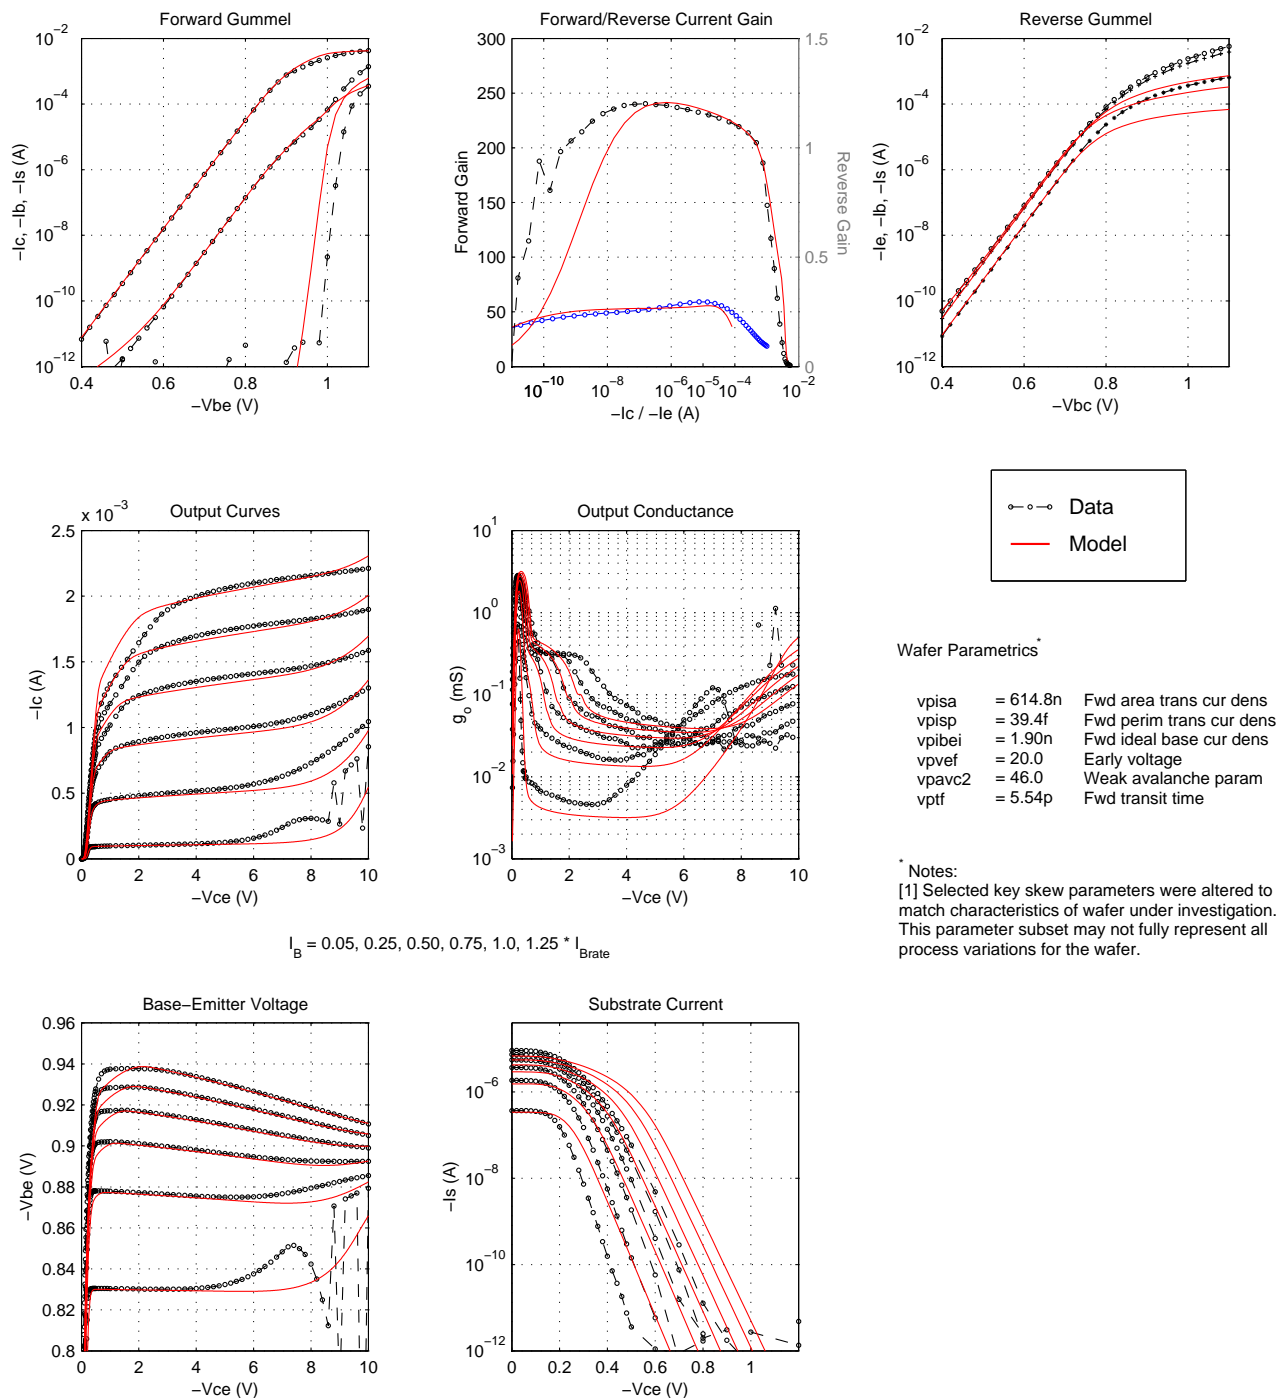 Forward Gummel
10^−2
10^−4
10^−6
10^−8
10^−10
10^−12
−Ic, −Ib, −Is (A)
0.4 0.6 0.8 1
−Vbe (V)
Forward/Reverse Current Gain
300
250
200
150
100
50
0
Forward Gain
1.5
1
0.5
0
Reverse Gain
10^−10 10^−8 10^−6 10^−5 10^−4 10^−2
−Ic / −Ie (A)
Reverse Gummel
10^−2
10^−4
10^−6
10^−8
10^−10
10^−12
−Ie, −Ib, −Is (A)
0.4 0.6 0.8 1
−Vbc (V)
x 10^−3
Output Curves
2.5
2
1.5
1
0.5
0
−Ic (A)
0 2 4 6 8 10
−Vce (V)
Output Conductance
10^1
10^0
10^−1
10^−2
10^−3
g_o (mS)
0 2 4 6 8 10
−Vce (V)
Data
Model
Wafer Parametrics*
vpisa = 614.8n Fwd area trans cur dens
vpisp = 39.4f Fwd perim trans cur dens
vpibei = 1.90n Fwd ideal base cur dens
vpvef = 20.0 Early voltage
vpavc2 = 46.0 Weak avalanche param
vptf = 5.54p Fwd transit time
* Notes:
[1] Selected key skew parameters were altered to
match characteristics of wafer under investigation.
This parameter subset may not fully represent all
process variations for the wafer.
I_B = 0.05, 0.25, 0.50, 0.75, 1.0, 1.25 * I_Brate
Base−Emitter Voltage
0.96
0.94
0.92
0.9
0.88
0.86
0.84
0.82
0.8
−Vbe (V)
0 2 4 6 8 10
−Vce (V)
Substrate Current
10^−6
10^−8
10^−10
10^−12
−Is (A)
0 0.2 0.4 0.6 0.8 1
−Vce (V)